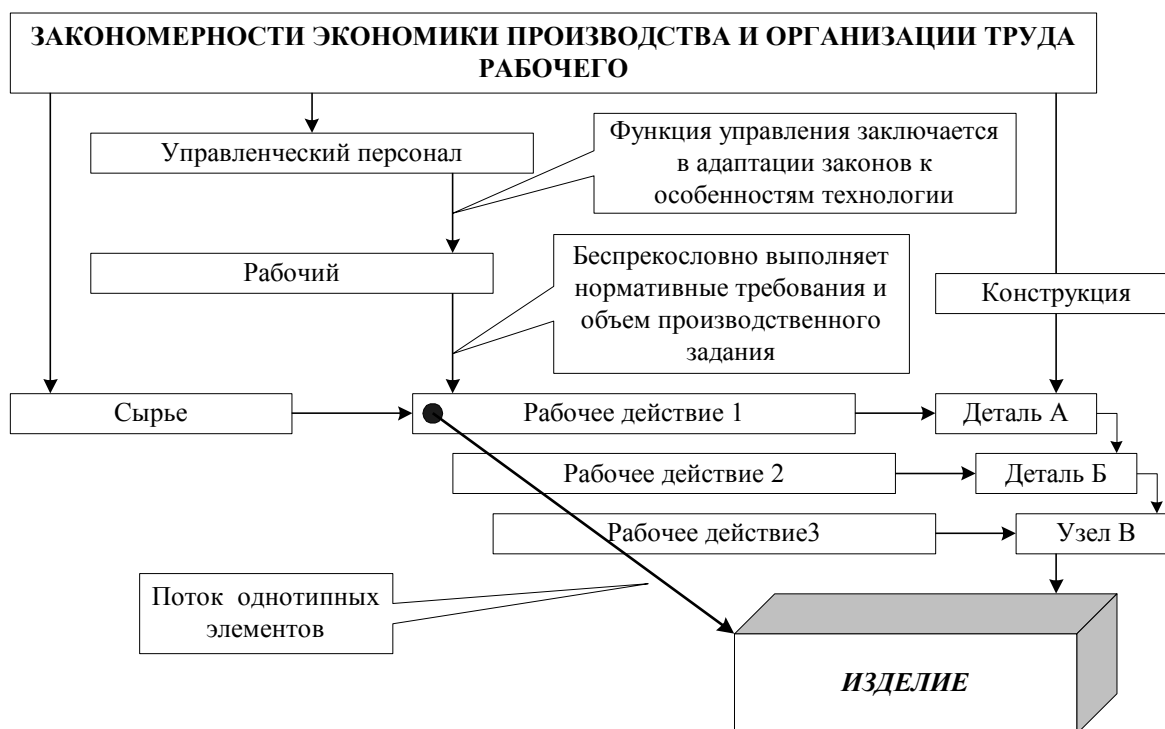 ЗАКОНОМЕРНОСТИ ЭКОНОМИКИ ПРОИЗВОДСТВА И ОРГАНИЗАЦИИ ТРУДА
РАБОЧЕГО
Управленческий персонал
Функция управления заключается
в адаптации законов к
особенностям технологии
Рабочий
Беспрекословно выполняет
нормативные требования и
объем производственного
задания
Конструкция
Сырье
Рабочее действие 1
Деталь А
Рабочее действие 2
Деталь Б
Рабочее действие3
Узел В
Поток однотипных
элементов
ИЗДЕЛИЕ